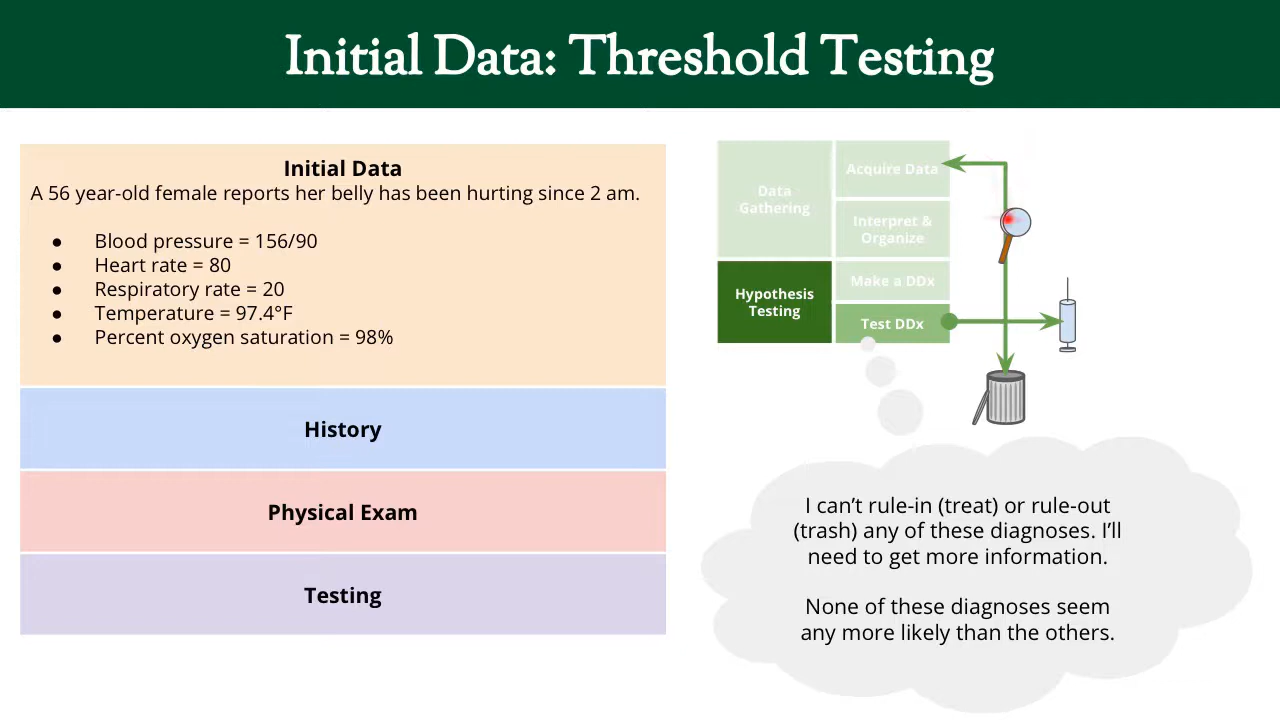 Initial Data: Threshold Testing
Initial Data
A 56 year-old female reports her belly has been hurting since 2 am.
● Blood pressure = 156/90
● Heart rate = 80
● Respiratory rate = 20
● Temperature = 97.4°F
● Percent oxygen saturation = 98%
History
Physical Exam
Testing
Data
Gathering
Acquire Data
Interpret &
Organize
Hypothesis
Testing
Make a DDx
Test DDx
I can’t rule-in (treat) or rule-out
(trash) any of these diagnoses. I’ll
need to get more information.
None of these diagnoses seem
any more likely than the others.